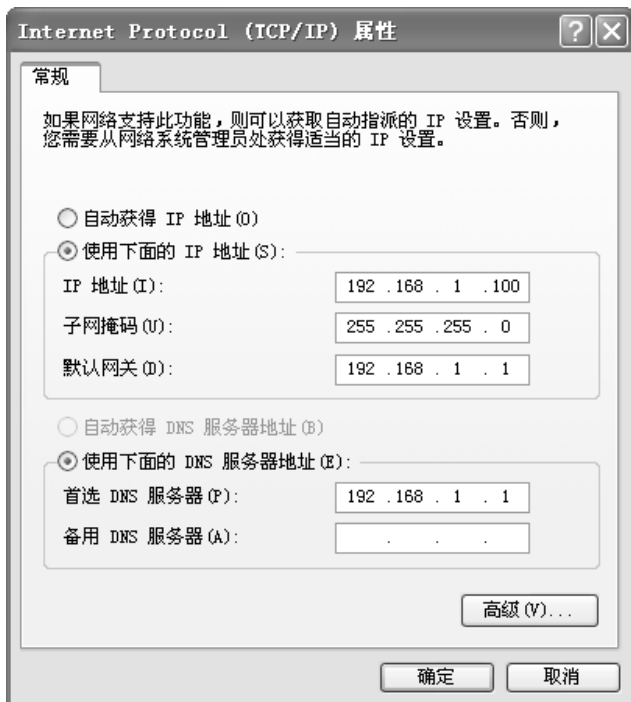 Internet Protocol (TCP/IP) 属性
常规
如果网络支持此功能，则可以获取自动指派的 IP 设置。否则，
您需要从网络系统管理员处获得适当的 IP 设置。
自动获得 IP 地址(O)
使用下面的 IP 地址(S):
IP 地址(I): 192 .168 . 1 .100
子网掩码(U): 255 .255 .255 . 0
默认网关(D): 192 .168 . 1 . 1
自动获得 DNS 服务器地址(B)
使用下面的 DNS 服务器地址(E):
首选 DNS 服务器(P): 192 .168 . 1 . 1
备用 DNS 服务器(A): . . .
高级(V)...
确定 取消